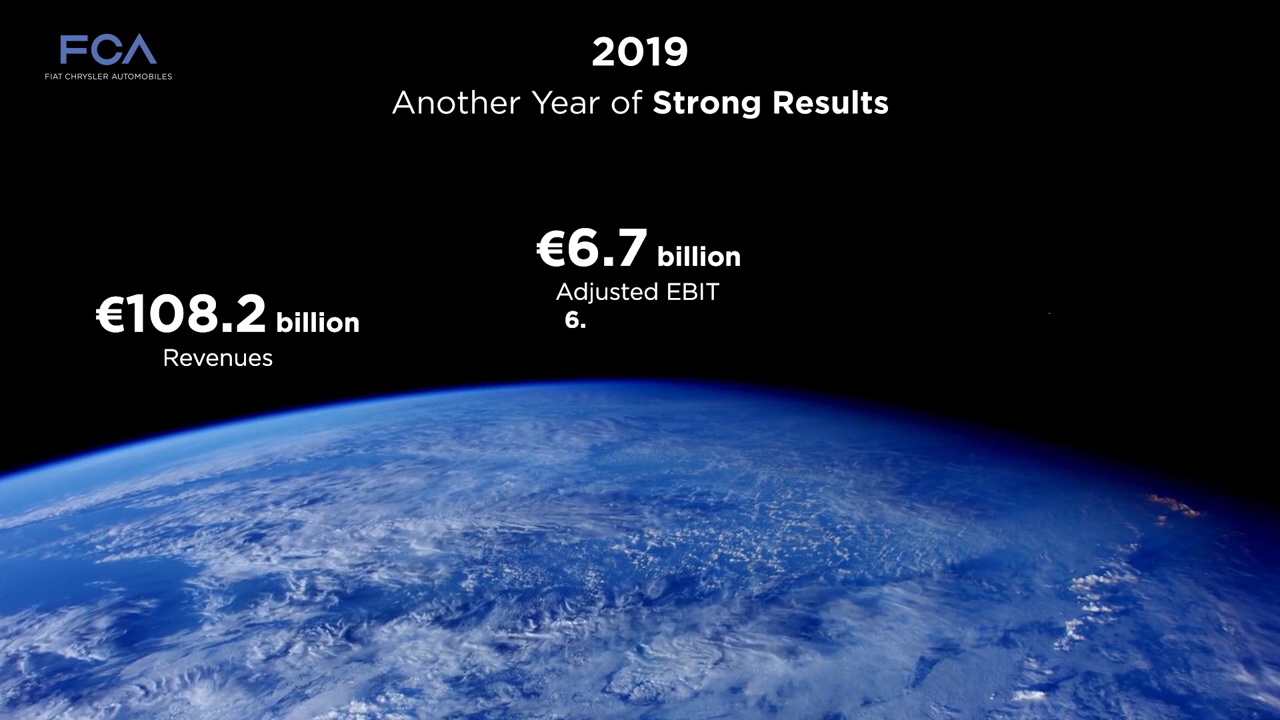 FCA
FIAT CHRYSLER AUTOMOBILES
2019
Another Year of Strong Results
€6.7 billion
Adjusted EBIT
6.
€108.2 billion
Revenues